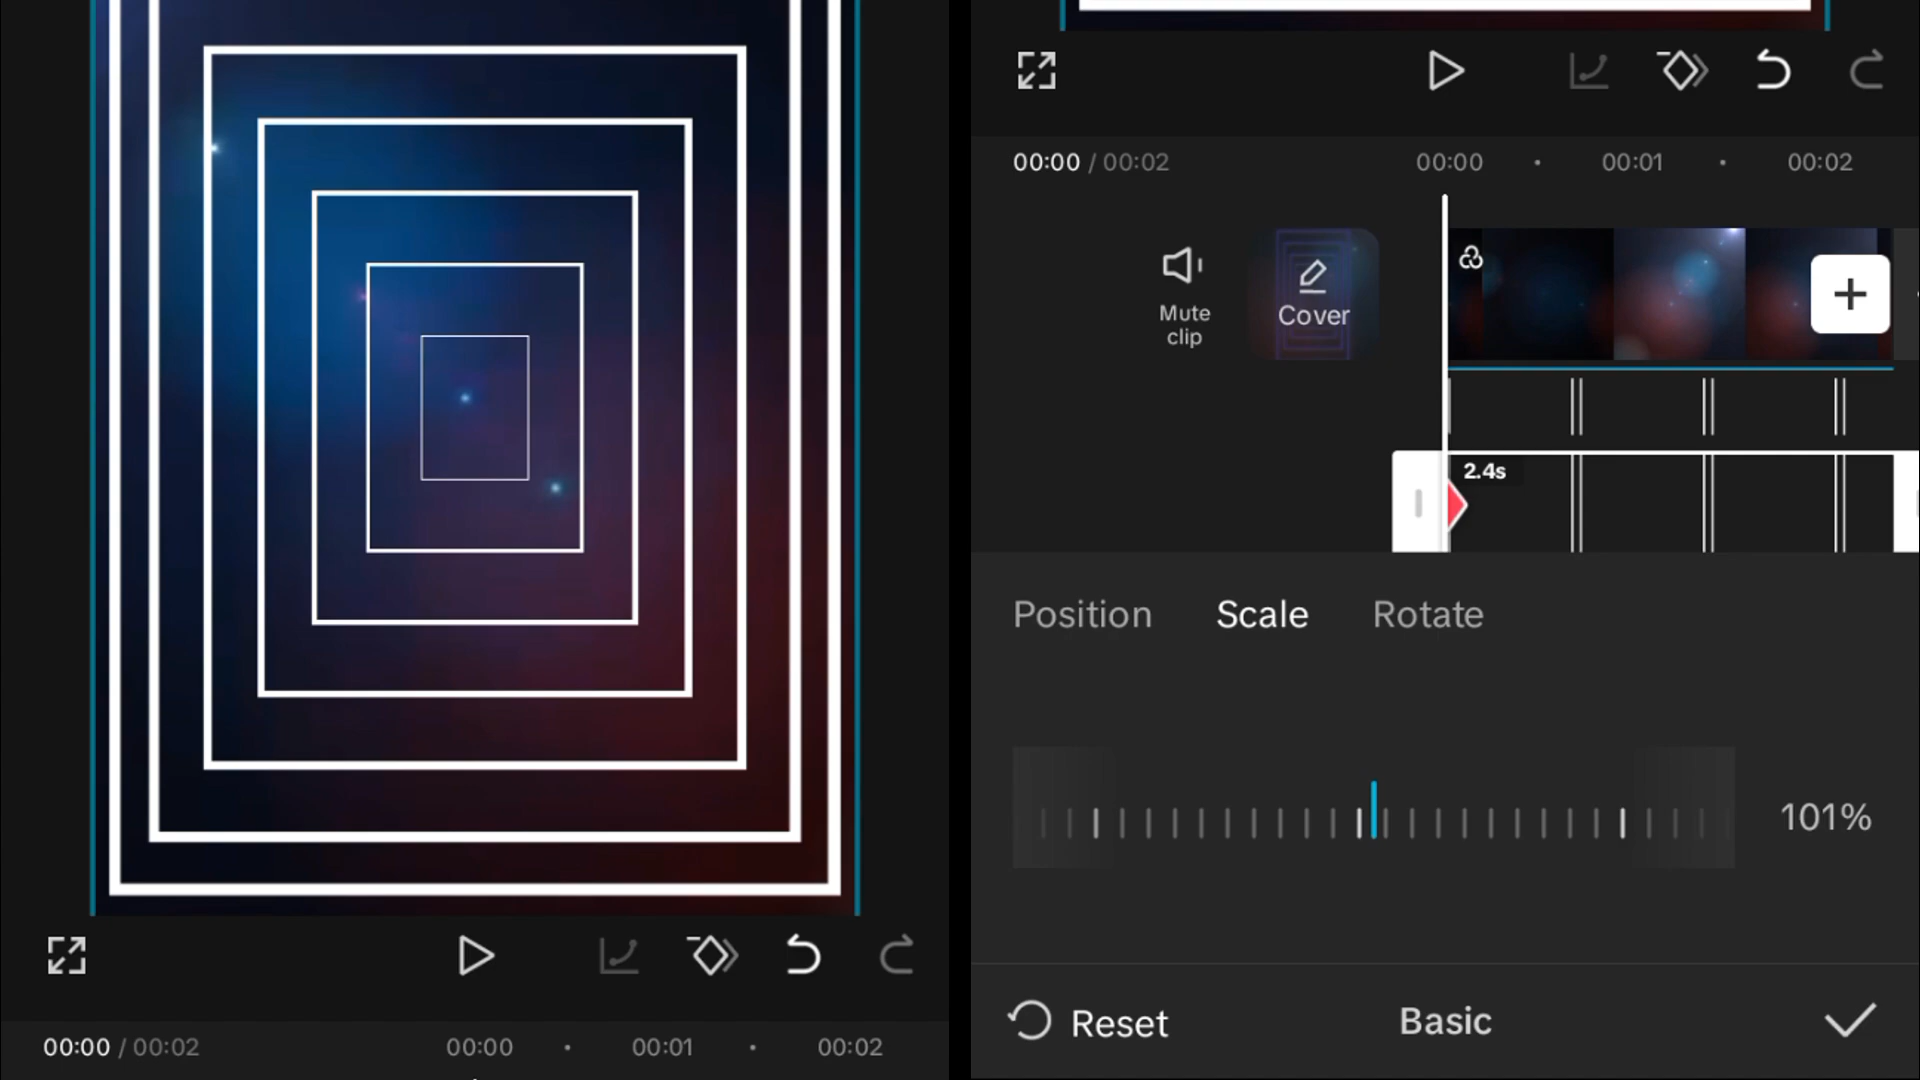 00:00 / 00:02
00:00
00:01
00:02
00:00 / 00:02
00:00
00:01
00:02
Mute
clip
Cover
2.4s
Position
Scale
Rotate
101%
Reset
Basic